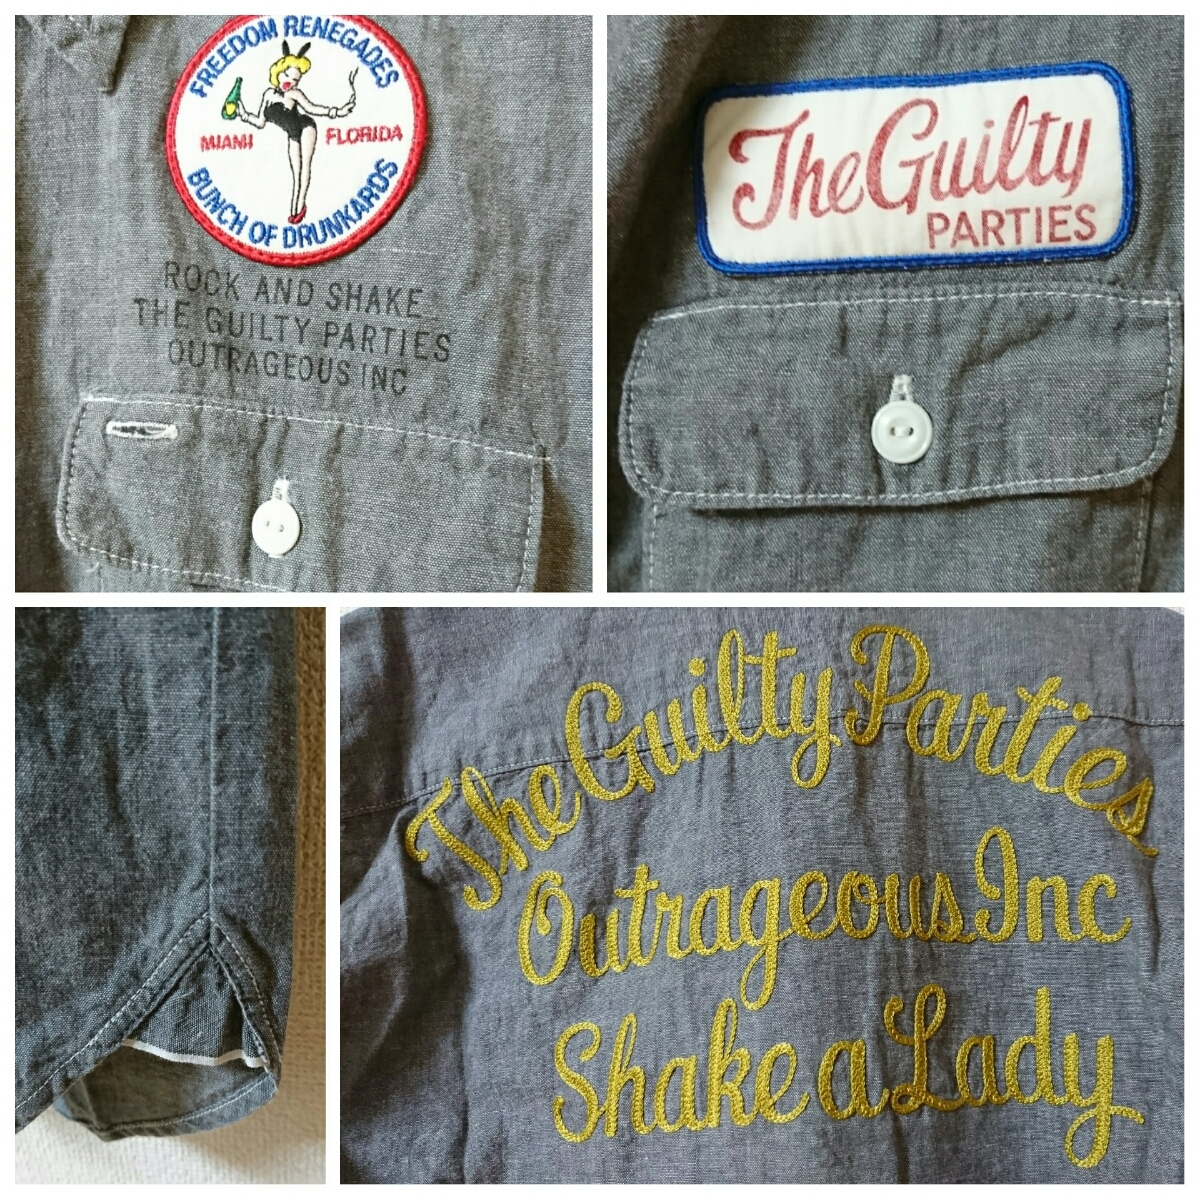 FREEDOM RENEGADES
MIAMI FLORIDA
BUNCH OF DRUNKARDS
ROCK AND SHAKE
THE GUILTY PARTIES
OUTRAGEOUS INC
The Guilty
PARTIES
The Guilty Parties
Outrageous Inc
Shake a Lady